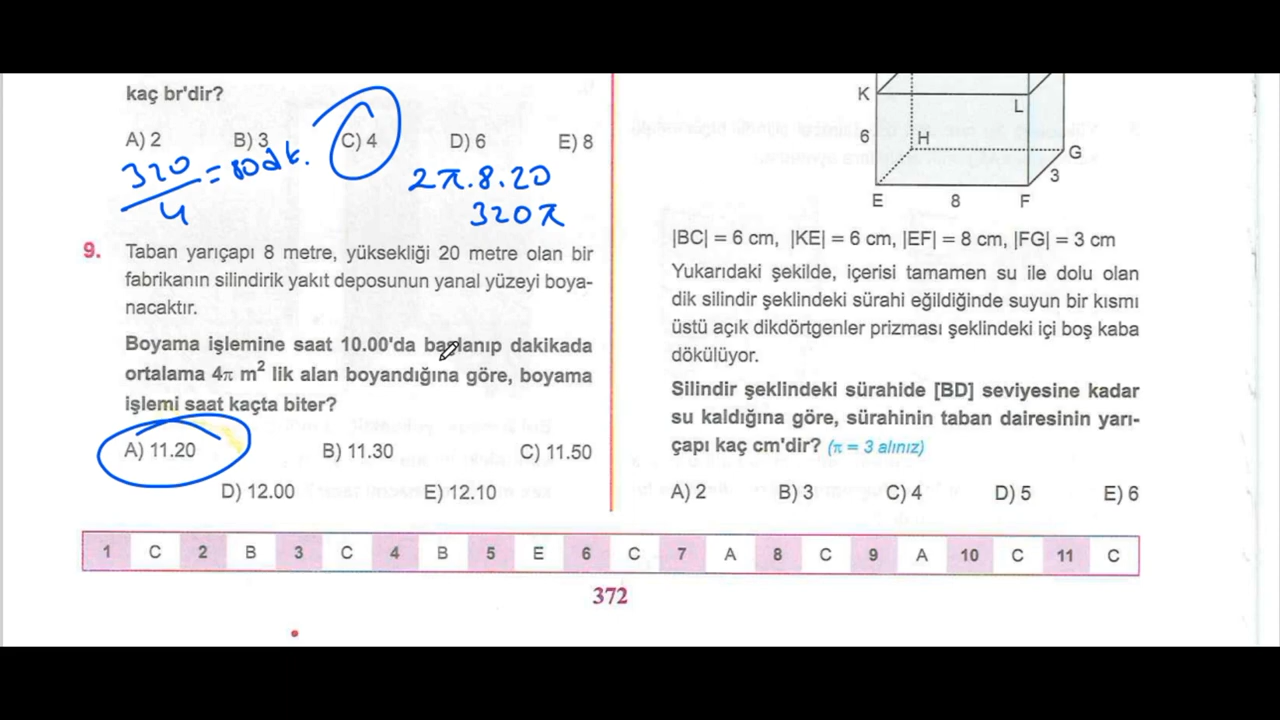 kaç br'dir?
A) 2 B) 3 C) 4 D) 6 E) 8
320
4
= 80 dk.
2π.8.20
320π
9. Taban yarıçapı 8 metre, yüksekliği 20 metre olan bir
fabrikanın silindirik yakıt deposunun yanal yüzeyi boya-
nacaktır.
Boyama işlemine saat 10.00'da başlanıp dakikada
ortalama 4π m² lik alan boyandığına göre, boyama
işlemi saat kaçta biter?
A) 11.20 B) 11.30 C) 11.50
D) 12.00 E) 12.10
K
L
6
H
G
3
E 8 F
|BC| = 6 cm, |KE| = 6 cm, |EF| = 8 cm, |FG| = 3 cm
Yukarıdaki şekilde, içerisi tamamen su ile dolu olan
dik silindir şeklindeki sürahi eğildiğinde suyun bir kısmı
üstü açık dikdörtgenler prizması şeklindeki içi boş kaba
dökülüyor.
Silindir şeklindeki sürahide [BD] seviyesine kadar
su kaldığına göre, sürahinin taban dairesinin yarı-
çapı kaç cm'dir? (π = 3 alınız)
A) 2 B) 3 C) 4 D) 5 E) 6
1 C 2 B 3 C 4 B 5 E 6 C 7 A 8 C 9 A 10 C 11 C
372